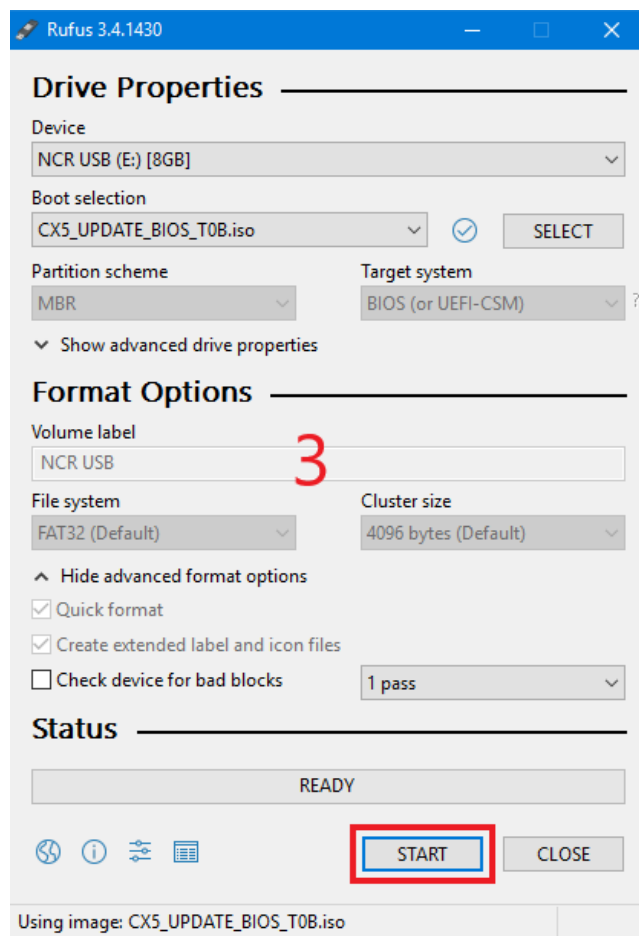 Rufus 3.4.1430
Drive Properties
Device
NCR USB (E:) [8GB]
Boot selection
CX5_UPDATE_BIOS_T0B.iso SELECT
Partition scheme Target system
MBR BIOS (or UEFI-CSM) ?
Show advanced drive properties
Format Options
Volume label
NCR USB
3
File system Cluster size
FAT32 (Default) 4096 bytes (Default)
Hide advanced format options
Quick format
Create extended label and icon files
Check device for bad blocks 1 pass
Status
READY
START CLOSE
Using image: CX5_UPDATE_BIOS_T0B.iso